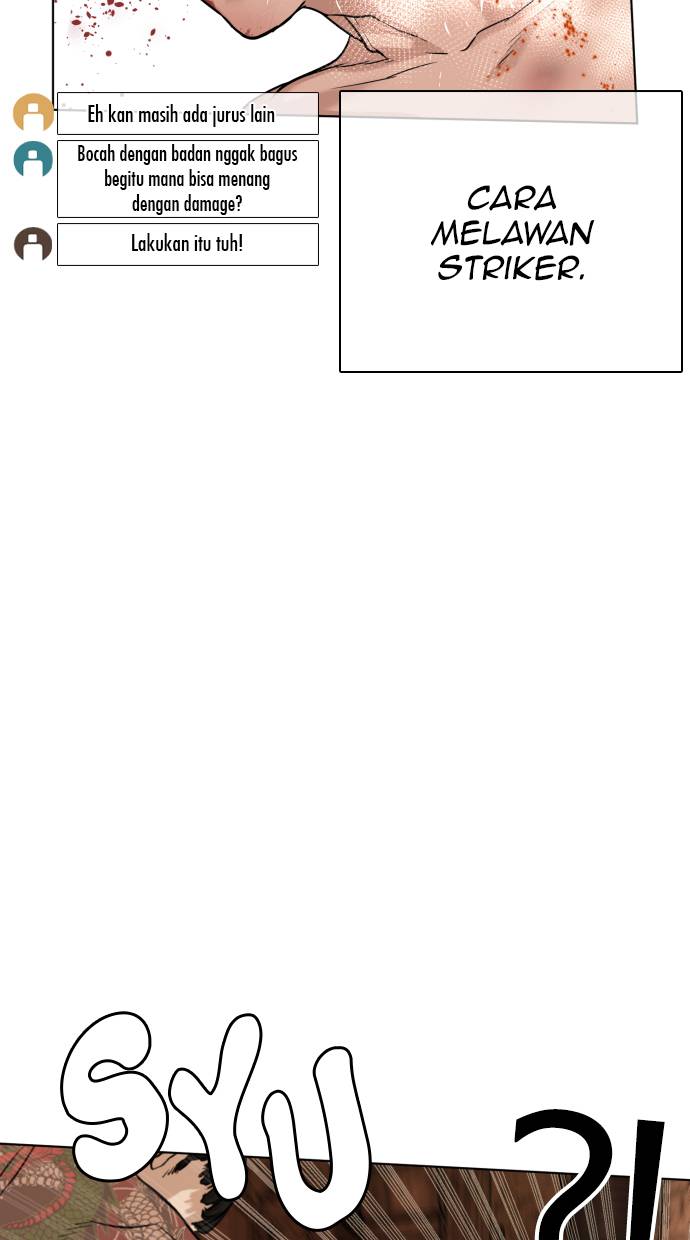 Eh kan masih ada jurus lain
Bocah dengan badan nggak bagus
begitu mana bisa menang
dengan damage?
Lakukan itu tuh!
CARA
MELAWAN
STRIKER.
SYU
?!